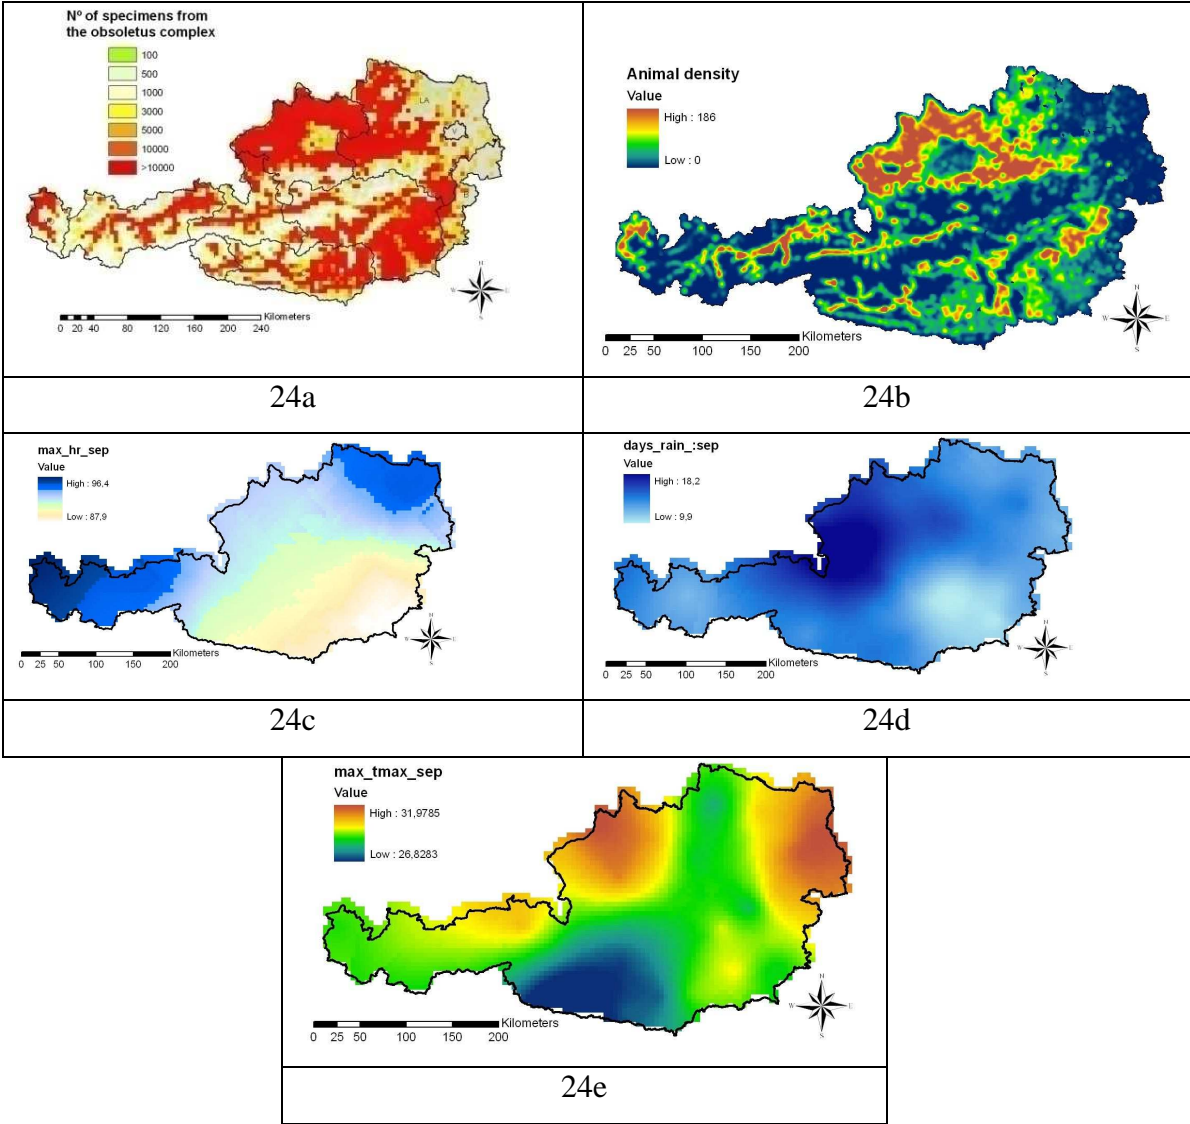 Nº of specimens from
the obsoletus complex
100
500
1000
3000
5000
10000
>10000
LA
V
N
W E
S
Kilometers
0 20 40 80 120 160 200 240
24a
Animal density
Value
High : 186
Low : 0
N
W E
S
Kilometers
0 25 50 100 150 200
24b
max_hr_sep
Value
High : 96,4
Low : 87,9
N
W E
S
Kilometers
0 25 50 100 150 200
24c
days_rain_:sep
Value
High : 18,2
Low : 9,9
N
W E
S
Kilometers
0 25 50 100 150 200
24d
max_tmax_sep
Value
High : 31,9785
Low : 26,8283
N
W E
S
Kilometers
0 25 50 100 150 200
24e